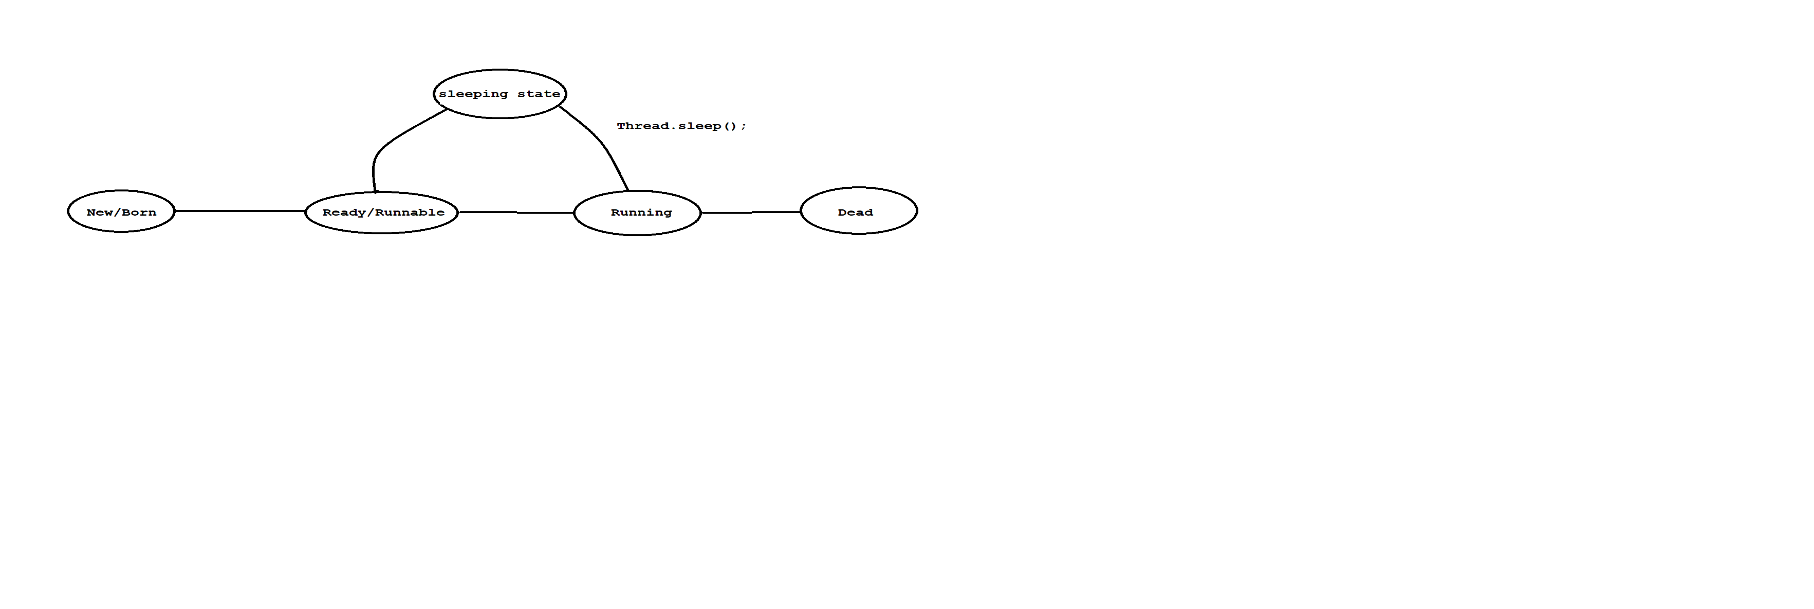 sleeping state
Thread.sleep();
New/Born
Ready/Runnable
Running
Dead